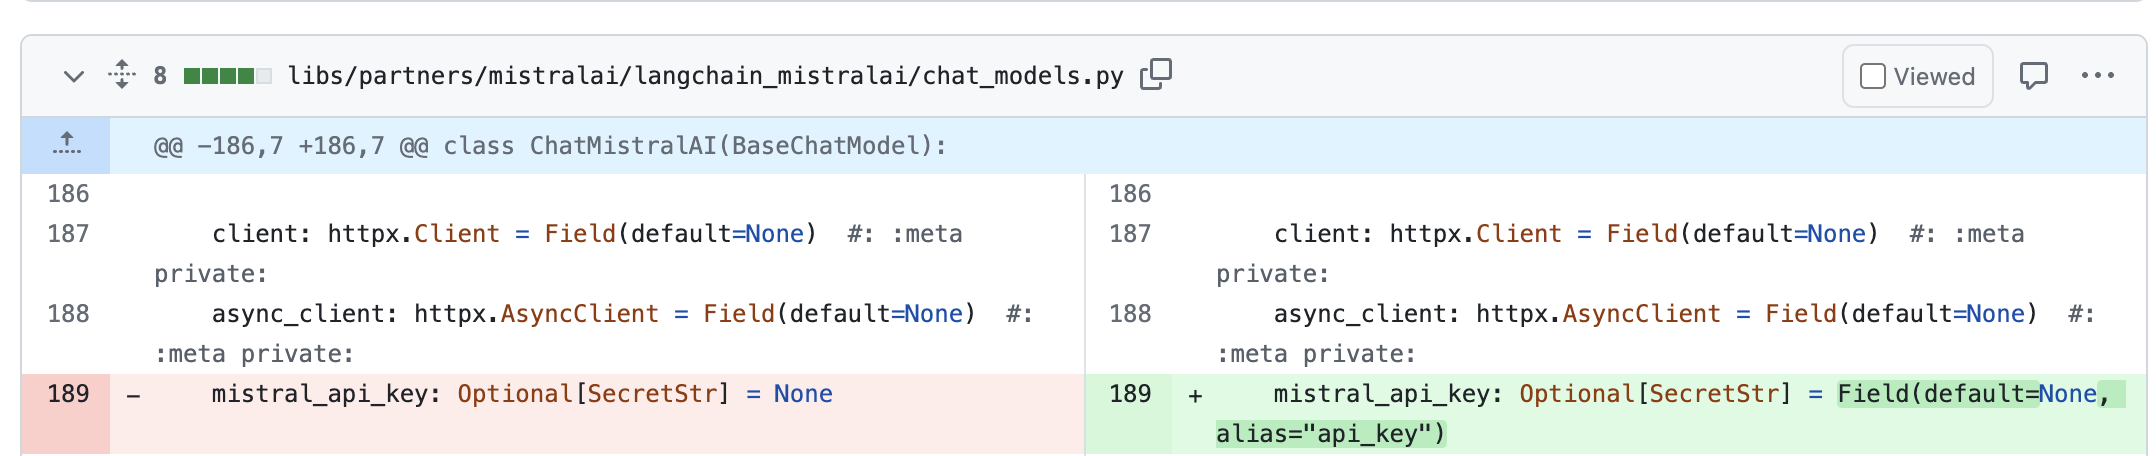 8 libs/partners/mistralai/langchain_mistralai/chat_models.py Viewed
@@ -186,7 +186,7 @@ class ChatMistralAI(BaseChatModel):
186
187 client: httpx.Client = Field(default=None)  #: :meta
private:
188 async_client: httpx.AsyncClient = Field(default=None)  #:
:meta private:
189 - mistral_api_key: Optional[SecretStr] = None
186
187 client: httpx.Client = Field(default=None)  #: :meta
private:
188 async_client: httpx.AsyncClient = Field(default=None)  #:
:meta private:
189 + mistral_api_key: Optional[SecretStr] = Field(default=None,
alias="api_key")